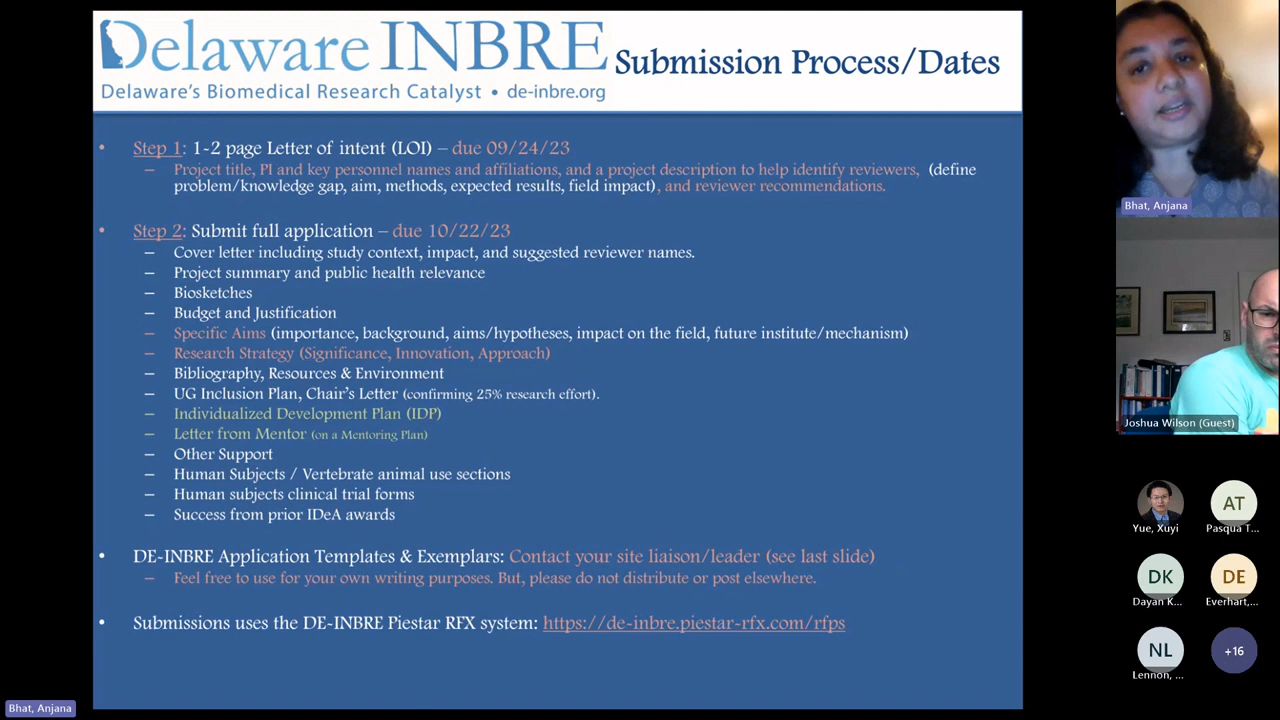 Delaware INBRE Submission Process/Dates
Delaware's Biomedical Research Catalyst • de-inbre.org
• Step 1: 1-2 page Letter of intent (LOI) – due 09/24/23
– Project title, PI and key personnel names and affiliations, and a project description to help identify reviewers, (define
problem/knowledge gap, aim, methods, expected results, field impact), and reviewer recommendations.
• Step 2: Submit full application – due 10/22/23
– Cover letter including study context, impact, and suggested reviewer names.
– Project summary and public health relevance
– Biosketches
– Budget and Justification
– Specific Aims (importance, background, aims/hypotheses, impact on the field, future institute/mechanism)
– Research Strategy (Significance, Innovation, Approach)
– Bibliography, Resources & Environment
– UG Inclusion Plan, Chair's Letter (confirming 25% research effort).
– Individualized Development Plan (IDP)
– Letter from Mentor (on a Mentoring Plan)
– Other Support
– Human Subjects / Vertebrate animal use sections
– Human subjects clinical trial forms
– Success from prior IDeA awards
• DE-INBRE Application Templates & Exemplars: Contact your site liaison/leader (see last slide)
– Feel free to use for your own writing purposes. But, please do not distribute or post elsewhere.
• Submissions uses the DE-INBRE Piestar RFX system: https://de-inbre.piestar-rfx.com/rfps
Bhat, Anjana
Bhat, Anjana
Joshua Wilson (Guest)
Yue, Xuyi
AT
Pasqua T...
DK
Dayan K...
DE
Everhart,...
NL
Lennon, ...
+16